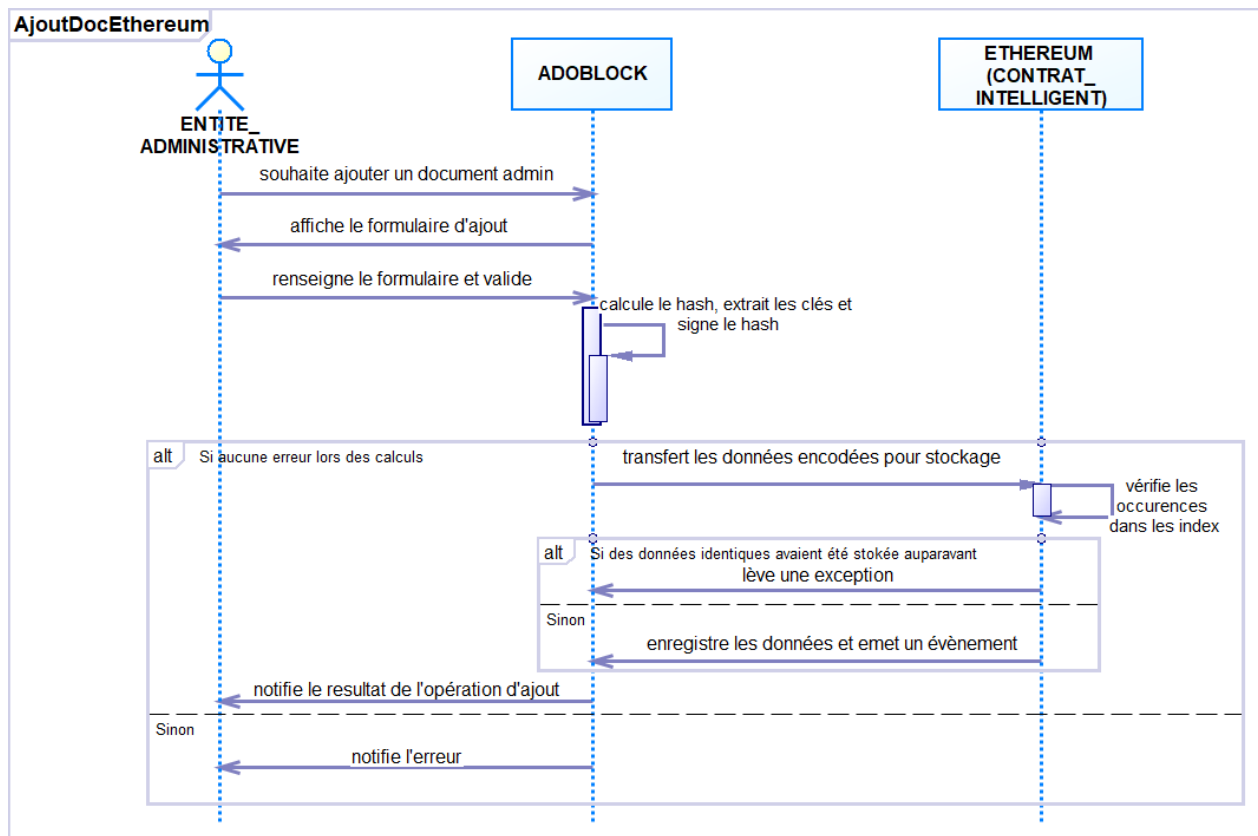 AjoutDocEthereum
ENTITE_
ADMINISTRATIVE
ADOBLOCK
ETHEREUM
(CONTRAT_
INTELLIGENT)
souhaite ajouter un document admin
affiche le formulaire d'ajout
renseigne le formulaire et valide
calcule le hash, extrait les clés et
signe le hash
alt
Si aucune erreur lors des calculs
transfert les données encodées pour stockage
vérifie les
occurences
dans les index
alt
Si des données identiques avaient été stokée auparavant
lève une exception
Sinon
enregistre les données et emet un évènement
notifie le resultat de l'opération d'ajout
Sinon
notifie l'erreur